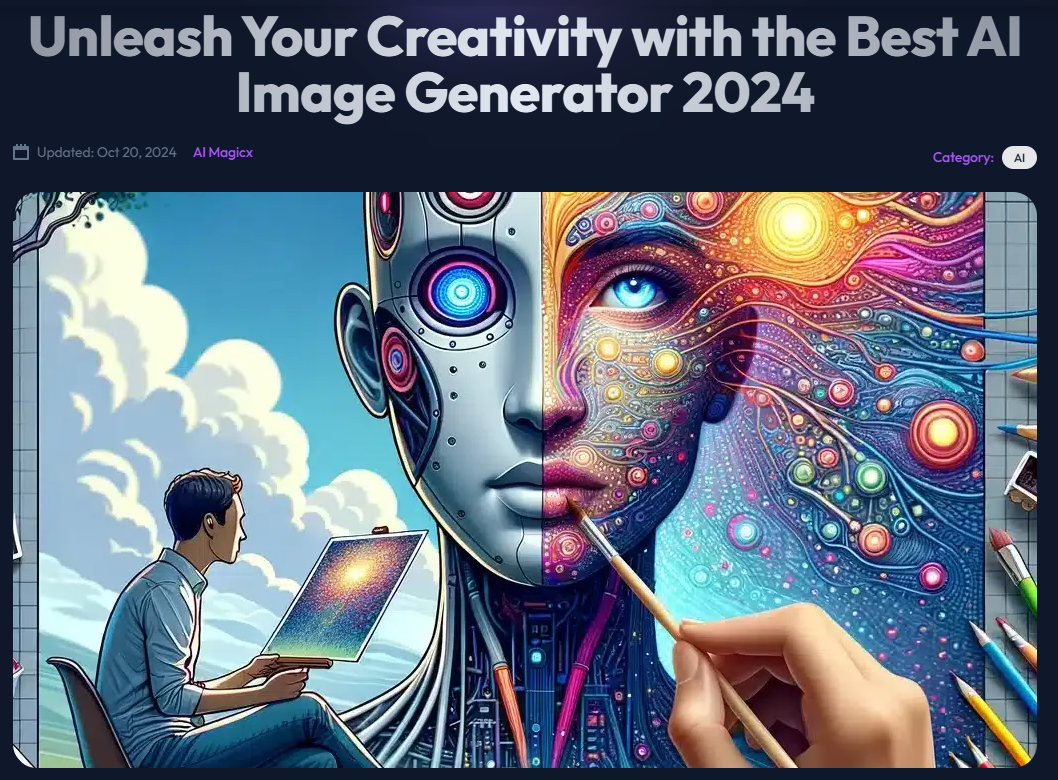 Unleash Your Creativity with the Best AI
Image Generator 2024
Updated: Oct 20, 2024 AI Magicx
Category: AI